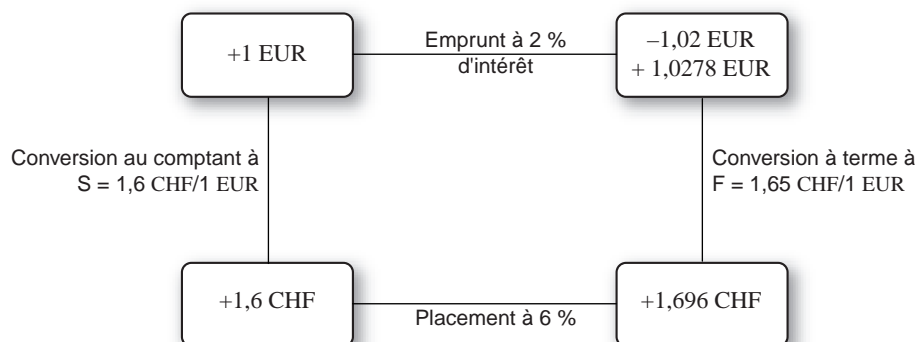 +1 EUR
Emprunt à 2 %
d'intérêt
–1,02 EUR
+ 1,0278 EUR
Conversion au comptant à
S = 1,6 CHF/1 EUR
Conversion à terme à
F = 1,65 CHF/1 EUR
+1,6 CHF
Placement à 6 %
+1,696 CHF